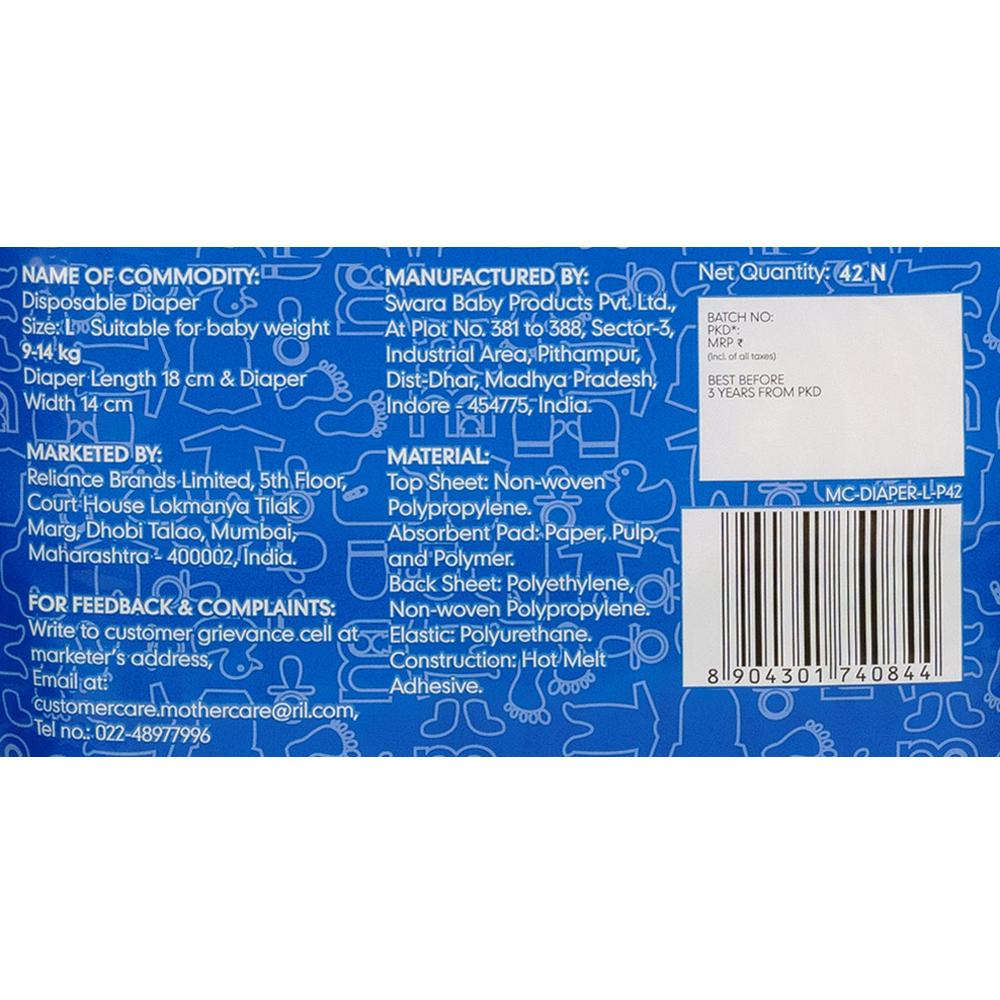 NAME OF COMMODITY:
Disposable Diaper
Size: L Suitable for baby weight
9-14 kg
Diaper Length 18 cm & Diaper
Width 14 cm
MARKETED BY:
Reliance Brands Limited, 5th Floor,
Court House Lokmanya Tilak
Marg, Dhobi Talao, Mumbai,
Maharashtra - 400002, India.
FOR FEEDBACK & COMPLAINTS:
Write to customer grievance cell at
marketer's address,
Email at:
customercare.mothercare@ril.com,
Tel no.: 022-48977996
MANUFACTURED BY:
Swara Baby Products Pvt. Ltd.,
At Plot No. 381 to 388, Sector-3,
Industrial Area, Pithampur,
Dist-Dhar, Madhya Pradesh,
Indore - 454775, India.
MATERIAL:
Top Sheet: Non-woven
Polypropylene.
Absorbent Pad: Paper, Pulp,
and Polymer.
Back Sheet: Polyethylene,
Non-woven Polypropylene.
Elastic: Polyurethane.
Construction: Hot Melt
Adhesive.
Net Quantity: 42 N
BATCH NO:
PKD*:
MRP ₹
(Incl. of all taxes)
BEST BEFORE
3 YEARS FROM PKD
MC-DIAPER-L-P42
8 904301 740844